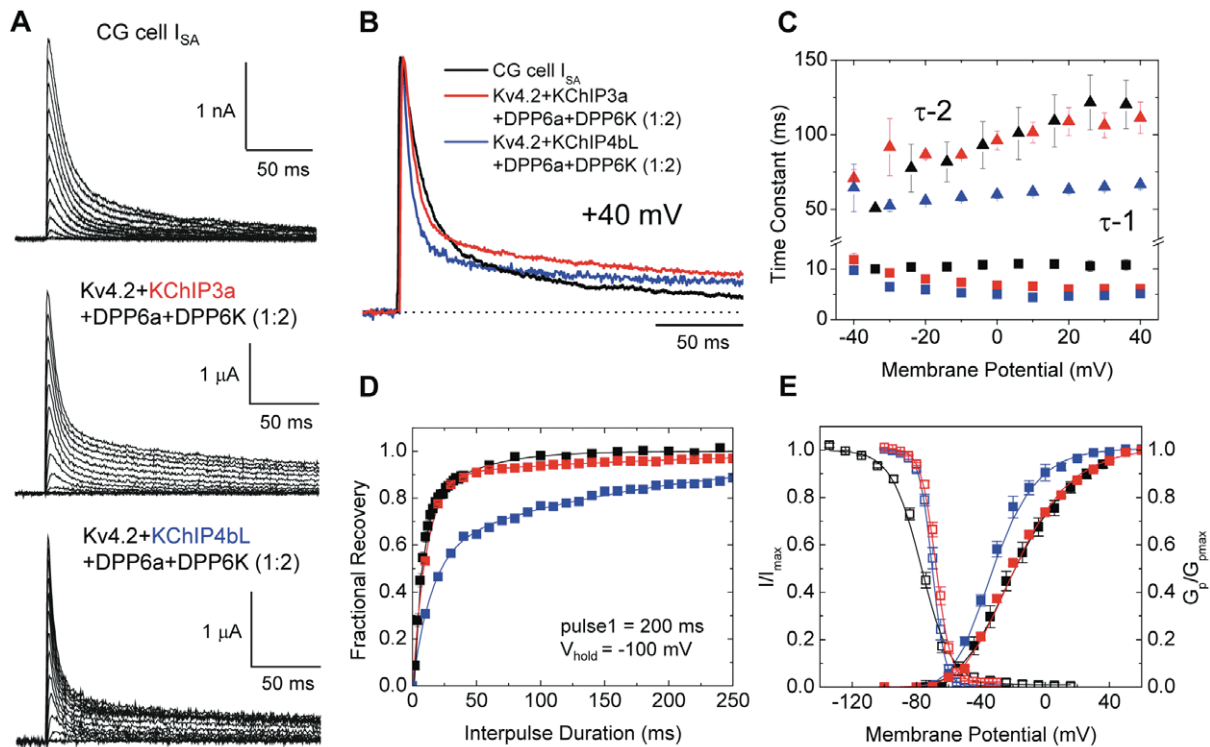 A
CG cell ISA
1 nA
50 ms
Kv4.2+KChIP3a
+DPP6a+DPP6K (1:2)
1 μA
50 ms
Kv4.2+KChIP4bL
+DPP6a+DPP6K (1:2)
1 μA
50 ms
B
CG cell ISA
Kv4.2+KChIP3a
+DPP6a+DPP6K (1:2)
Kv4.2+KChIP4bL
+DPP6a+DPP6K (1:2)
+40 mV
50 ms
C
Time Constant (ms)
150
100
50
10
0
τ-2
τ-1
-40 -20 0 20 40
Membrane Potential (mV)
D
Fractional Recovery
1.0
0.8
0.6
0.4
0.2
0.0
pulse1 = 200 ms
Vhold = -100 mV
0 50 100 150 200 250
Interpulse Duration (ms)
E
I/Imax
1.0
0.8
0.6
0.4
0.2
0.0
1.0
0.8
0.6
0.4
0.2
0.0
Gp/Gpmax
-120 -80 -40 0 40
Membrane Potential (mV)